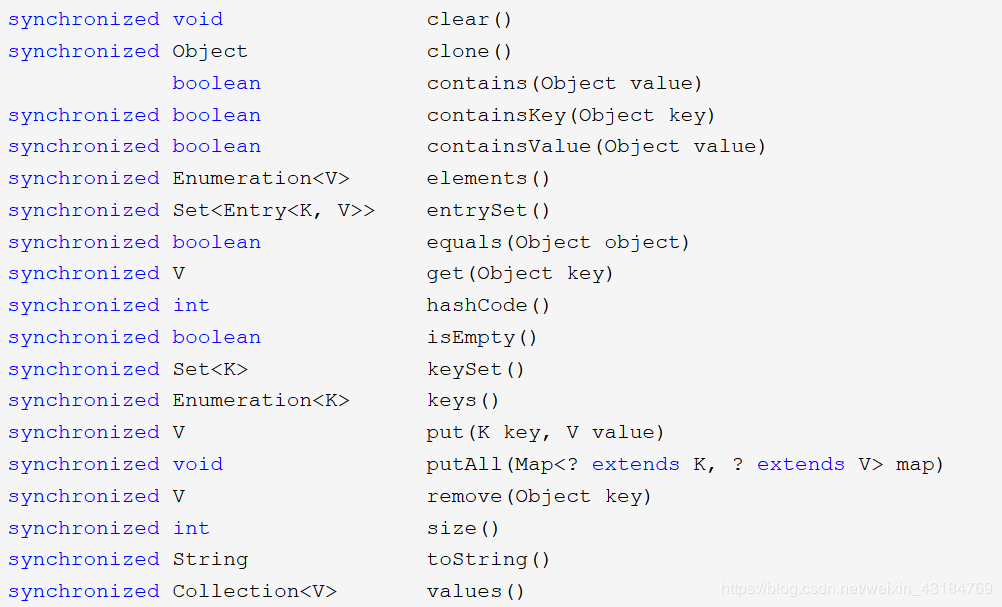 synchronized void clear()
synchronized Object clone()
boolean contains(Object value)
synchronized boolean containsKey(Object key)
synchronized boolean containsValue(Object value)
synchronized Enumeration<V> elements()
synchronized Set<Entry<K, V>> entrySet()
synchronized boolean equals(Object object)
synchronized V get(Object key)
synchronized int hashCode()
synchronized boolean isEmpty()
synchronized Set<K> keySet()
synchronized Enumeration<K> keys()
synchronized V put(K key, V value)
synchronized void putAll(Map<? extends K, ? extends V> map)
synchronized V remove(Object key)
synchronized int size()
synchronized String toString()
synchronized Collection<V> values()
https://blog.csdn.net/weixin_43184769